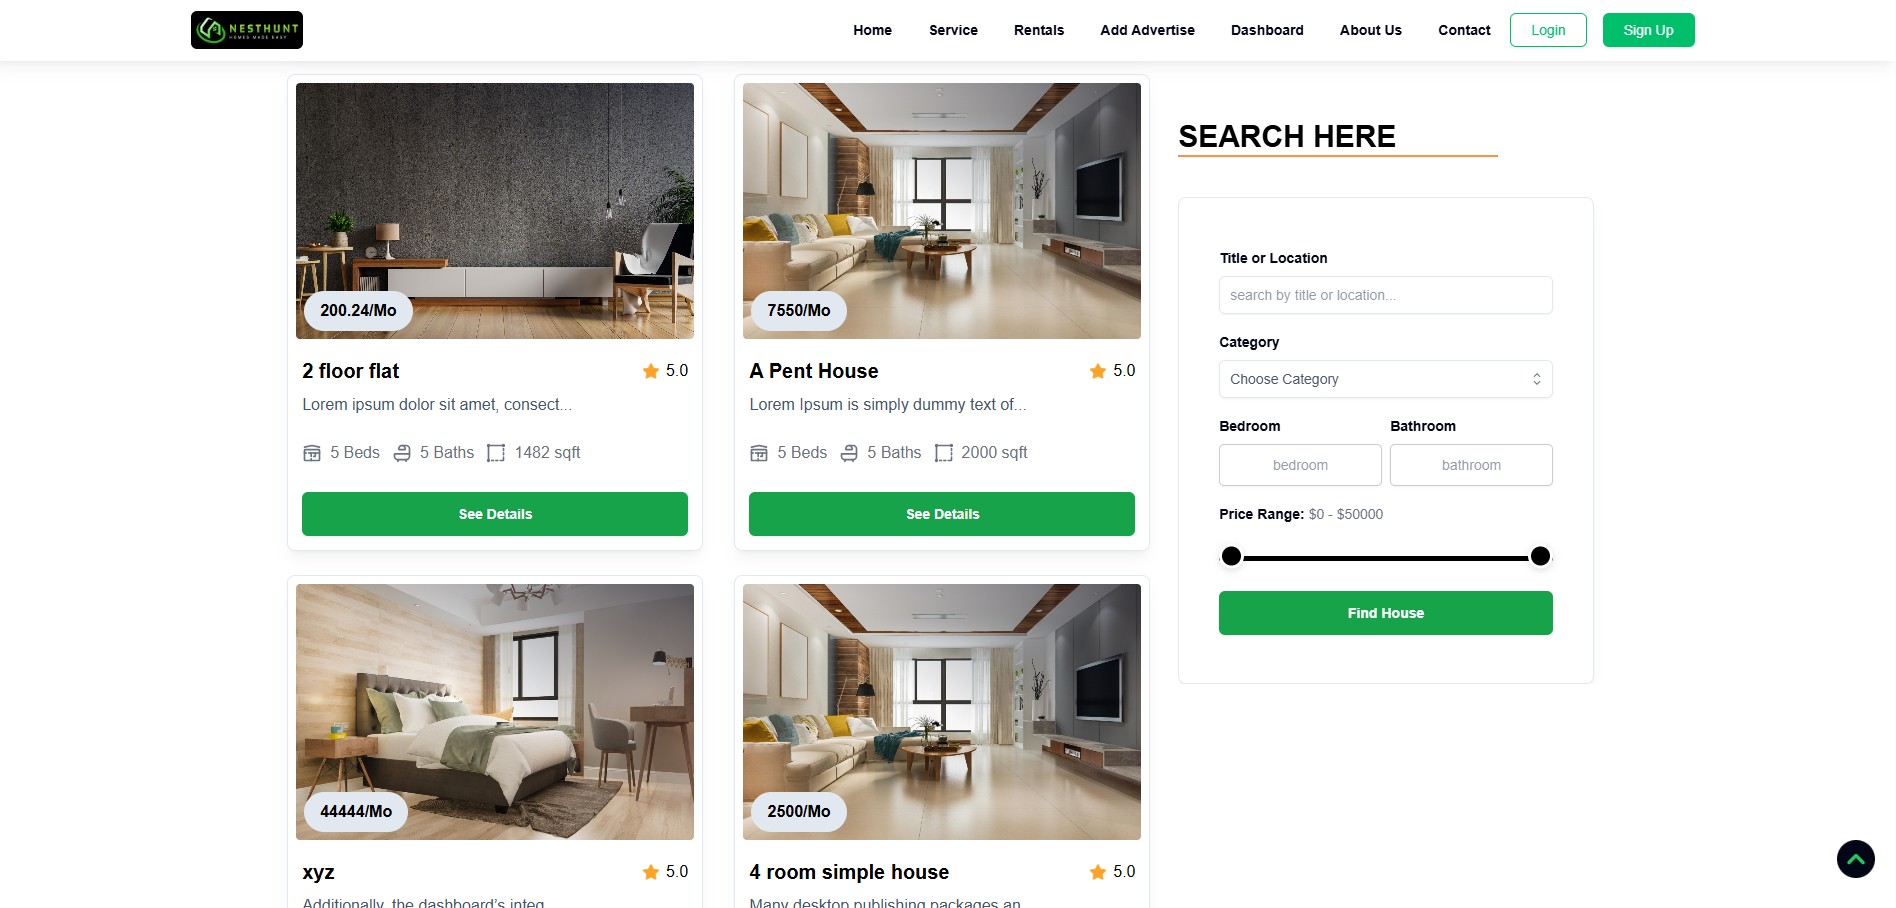 NESTHUNT
HOMES MADE EASY
Home Service Rentals Add Advertise Dashboard About Us Contact Login Sign Up
200.24/Mo
2 floor flat 5.0
Lorem ipsum dolor sit amet, consect...
5 Beds 5 Baths 1482 sqft
See Details
7550/Mo
A Pent House 5.0
Lorem Ipsum is simply dummy text of...
5 Beds 5 Baths 2000 sqft
See Details
44444/Mo
xyz 5.0
Additionally, the dashboard’s integ...
2500/Mo
4 room simple house 5.0
Many desktop publishing packages an...
SEARCH HERE
Title or Location
search by title or location...
Category
Choose Category
Bedroom Bathroom
bedroom bathroom
Price Range: $0 - $50000
Find House